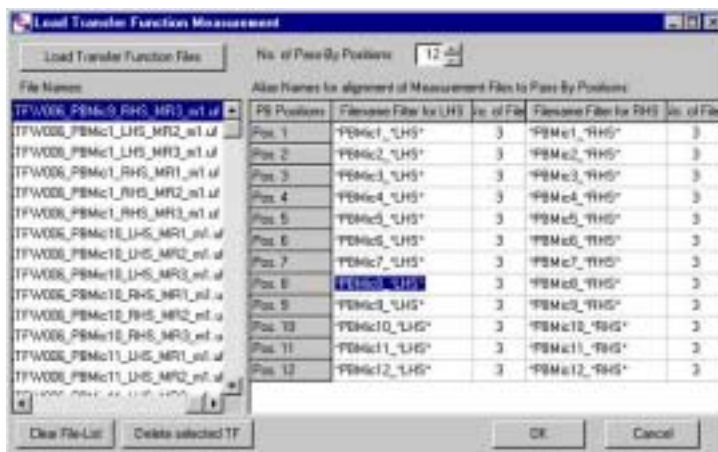 Load Transfer Function Measurement
Load Transfer Function Files
No. of Pass By Positions: 12
File Names:
Alias Names for alignment of Measurement Files to Pass By Positions:
TFW006_PBMic9_RHS_MR3_m1.uf
TFW006_PBMic1_LHS_MR2_m1.uf
TFW006_PBMic1_LHS_MR3_m1.uf
TFW006_PBMic1_RHS_MR1_m1.uf
TFW006_PBMic1_RHS_MR2_m1.uf
TFW006_PBMic1_RHS_MR3_m1.uf
TFW006_PBMic10_LHS_MR1_m1.uf
TFW006_PBMic10_LHS_MR2_m1.uf
TFW006_PBMic10_LHS_MR3_m1.uf
TFW006_PBMic10_RHS_MR1_m1.u
TFW006_PBMic10_RHS_MR2_m1.u
TFW006_PBMic10_RHS_MR3_m1.u
TFW006_PBMic11_LHS_MR1_m1.uf
TFW006_PBMic11_LHS_MR2_m1.uf
PB Positions Filename Filter for LHS No. of File Filename Filter for RHS No. of File
Pos. 1 *PBMic1_*LHS* 3 *PBMic1_*RHS* 3
Pos. 2 *PBMic2_*LHS* 3 *PBMic2_*RHS* 3
Pos. 3 *PBMic3_*LHS* 3 *PBMic3_*RHS* 3
Pos. 4 *PBMic4_*LHS* 3 *PBMic4_*RHS* 3
Pos. 5 *PBMic5_*LHS* 3 *PBMic5_*RHS* 3
Pos. 6 *PBMic6_*LHS* 3 *PBMic6_*RHS* 3
Pos. 7 *PBMic7_*LHS* 3 *PBMic7_*RHS* 3
Pos. 8 *PBMic8_*LHS* 3 *PBMic8_*RHS* 3
Pos. 9 *PBMic9_*LHS* 3 *PBMic9_*RHS* 3
Pos. 10 *PBMic10_*LHS* 3 *PBMic10_*RHS* 3
Pos. 11 *PBMic11_*LHS* 3 *PBMic11_*RHS* 3
Pos. 12 *PBMic12_*LHS* 3 *PBMic12_*RHS* 3
Clear File-List
Delete selected TF
OK
Cancel